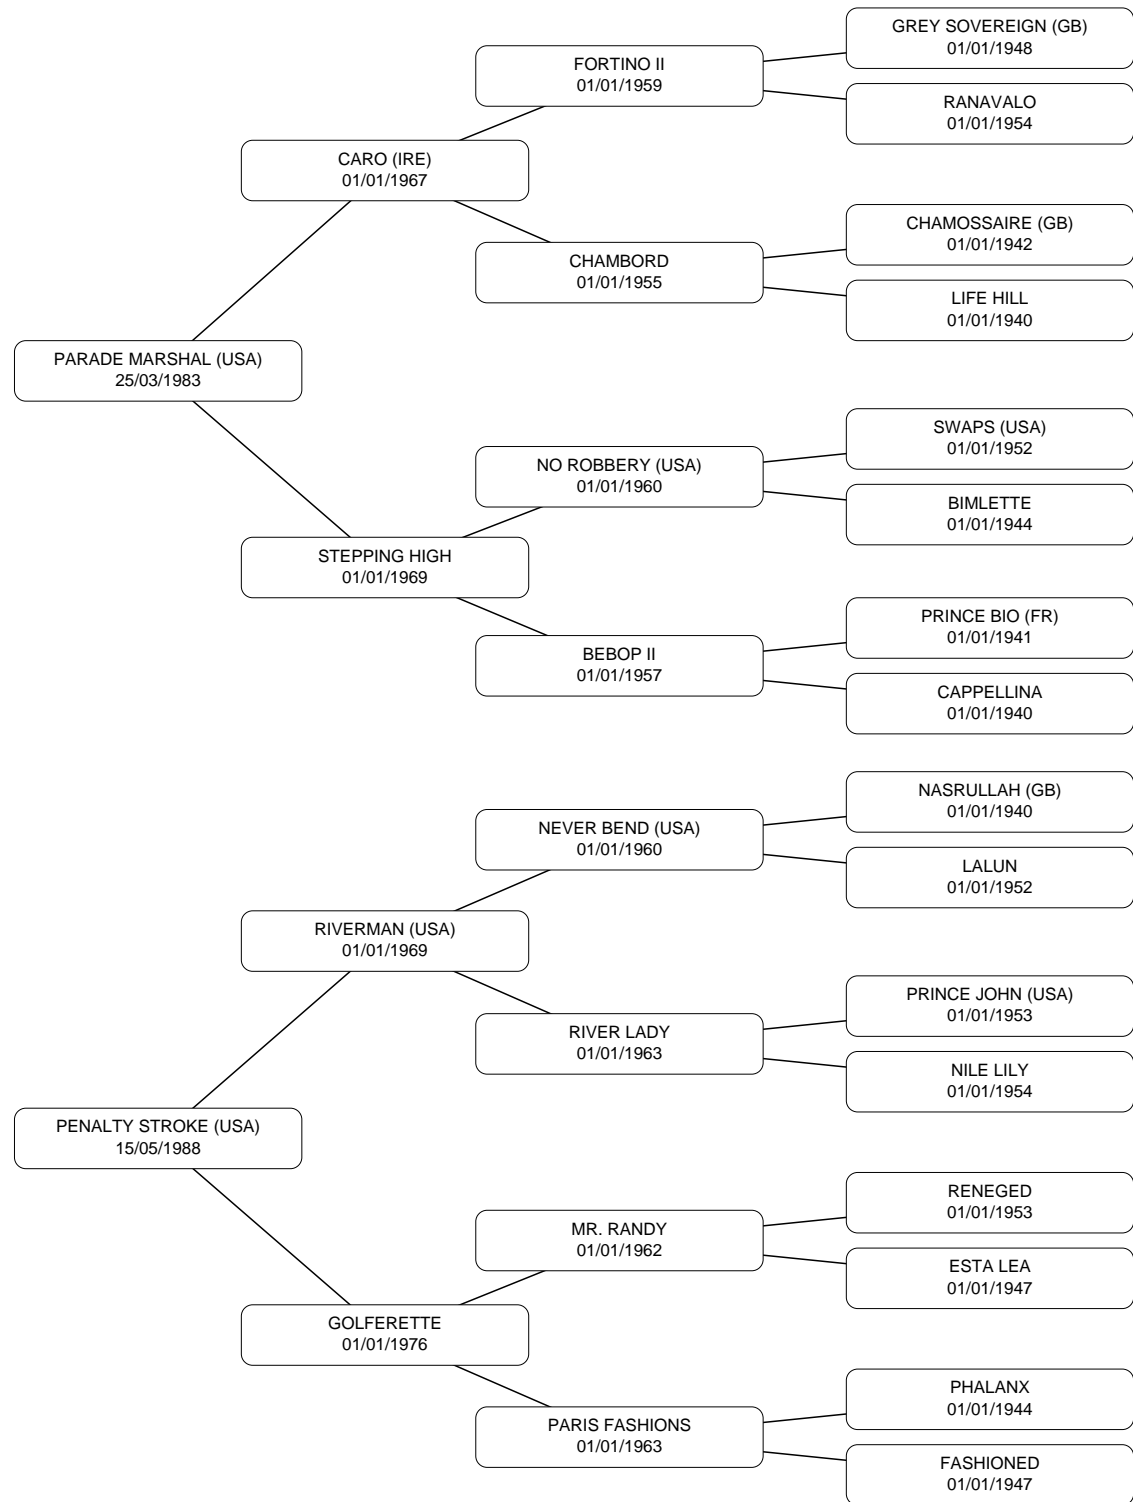 GREY SOVEREIGN (GB)
01/01/1948
FORTINO II
01/01/1959
RANAVALO
01/01/1954
CARO (IRE)
01/01/1967
CHAMOSSAIRE (GB)
01/01/1942
CHAMBORD
01/01/1955
LIFE HILL
01/01/1940
PARADE MARSHAL (USA)
25/03/1983
SWAPS (USA)
01/01/1952
NO ROBBERY (USA)
01/01/1960
BIMLETTE
01/01/1944
STEPPING HIGH
01/01/1969
PRINCE BIO (FR)
01/01/1941
BEBOP II
01/01/1957
CAPPELLINA
01/01/1940
NASRULLAH (GB)
01/01/1940
NEVER BEND (USA)
01/01/1960
LALUN
01/01/1952
RIVERMAN (USA)
01/01/1969
PRINCE JOHN (USA)
01/01/1953
RIVER LADY
01/01/1963
NILE LILY
01/01/1954
PENALTY STROKE (USA)
15/05/1988
RENEGED
01/01/1953
MR. RANDY
01/01/1962
ESTA LEA
01/01/1947
GOLFERETTE
01/01/1976
PHALANX
01/01/1944
PARIS FASHIONS
01/01/1963
FASHIONED
01/01/1947